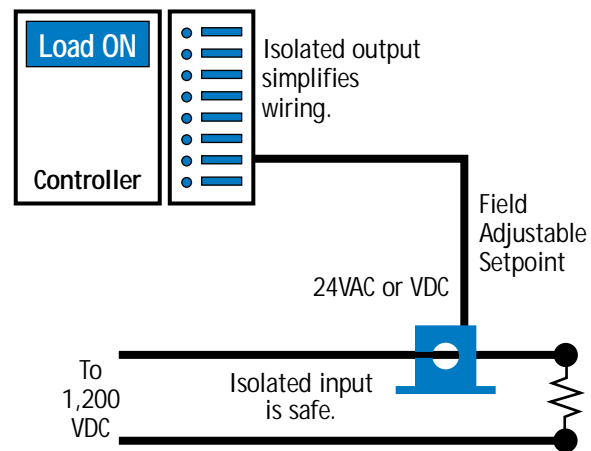 Load ON
Controller
Isolated output
simplifies
wiring.
Field
Adjustable
Setpoint
24VAC or VDC
To
1,200
VDC
Isolated input
is safe.